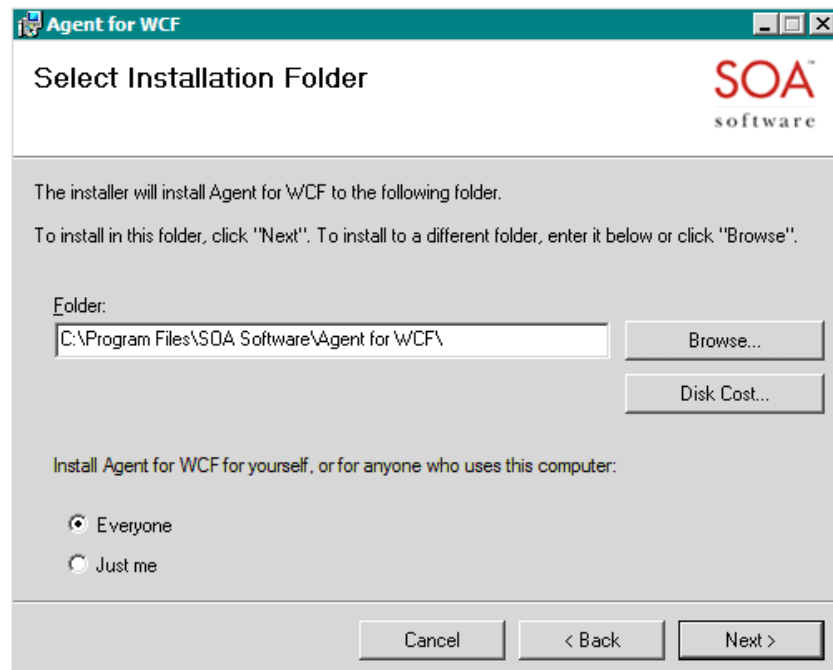 Agent for WCF
Select Installation Folder
SOA™
software
The installer will install Agent for WCF to the following folder.
To install in this folder, click "Next". To install to a different folder, enter it below or click "Browse".
Folder:
C:\Program Files\SOA Software\Agent for WCF\
Browse...
Disk Cost...
Install Agent for WCF for yourself, or for anyone who uses this computer:
Everyone
Just me
Cancel
< Back
Next >